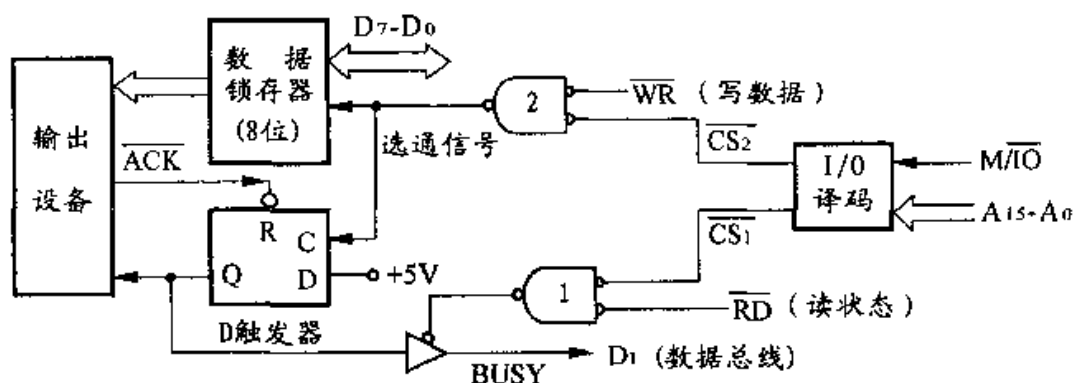 D7-D0
数据
锁存器
(8位)
输出
设备
ACK
选通信号
2
WR (写数据)
CS2
I/O
译码
M/IO
A15-A0
CS1
R
C
Q
D
+5V
D触发器
1
RD (读状态)
BUSY
D1 (数据总线)